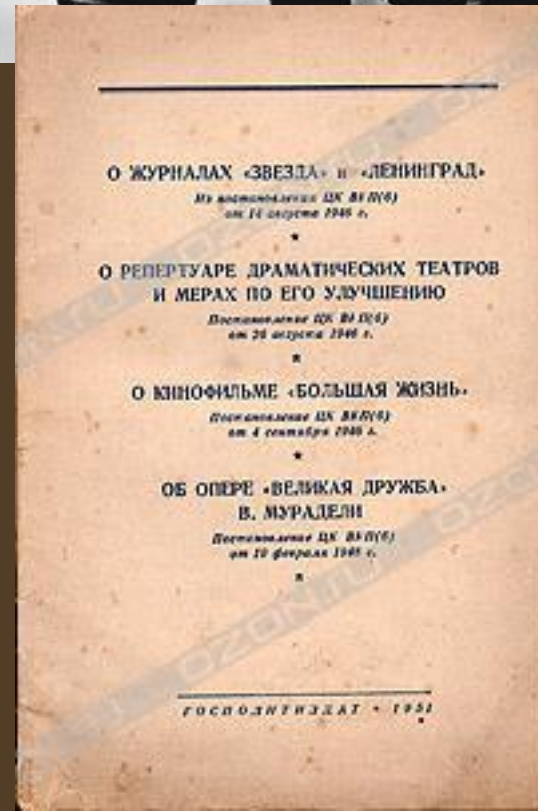 О ЖУРНАЛАХ «ЗВЕЗДА» и «ЛЕНИНГРАД»
Из постановления ЦК ВКП(б)
от 14 августа 1946 г.
★
О РЕПЕРТУАРЕ ДРАМАТИЧЕСКИХ ТЕАТРОВ
И МЕРАХ ПО ЕГО УЛУЧШЕНИЮ
Постановление ЦК ВКП(б)
от 26 августа 1946 г.
★
О КИНОФИЛЬМЕ «БОЛЬШАЯ ЖИЗНЬ»
Постановление ЦК ВКП(б)
от 4 сентября 1946 г.
★
ОБ ОПЕРЕ «ВЕЛИКАЯ ДРУЖБА»
В. МУРАДЕЛИ
Постановление ЦК ВКП(б)
от 10 февраля 1948 г.
★
ГОСПОЛИТИЗДАТ • 1951
OZON.RU